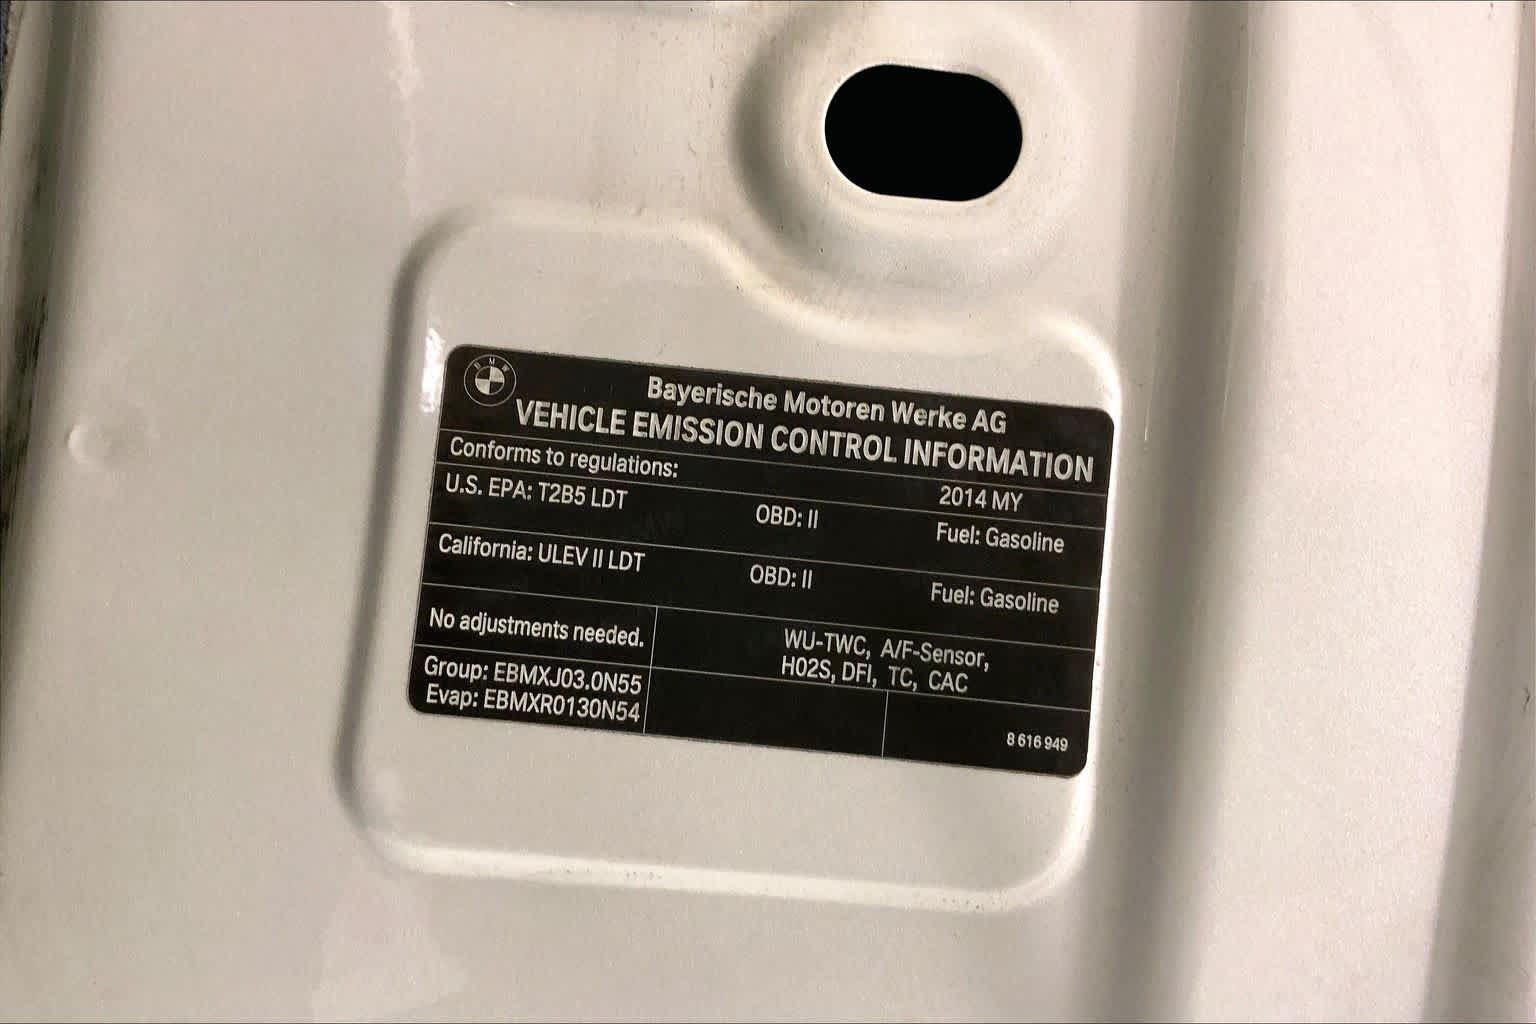 BMW
Bayerische Motoren Werke AG
VEHICLE EMISSION CONTROL INFORMATION
Conforms to regulations:
2014 MY
U.S. EPA: T2B5 LDT OBD: II Fuel: Gasoline
California: ULEV II LDT OBD: II Fuel: Gasoline
No adjustments needed.
WU-TWC, A/F-Sensor,
H02S, DFI, TC, CAC
Group: EBMXJ03.0N55
Evap: EBMXR0130N54
8 616 949